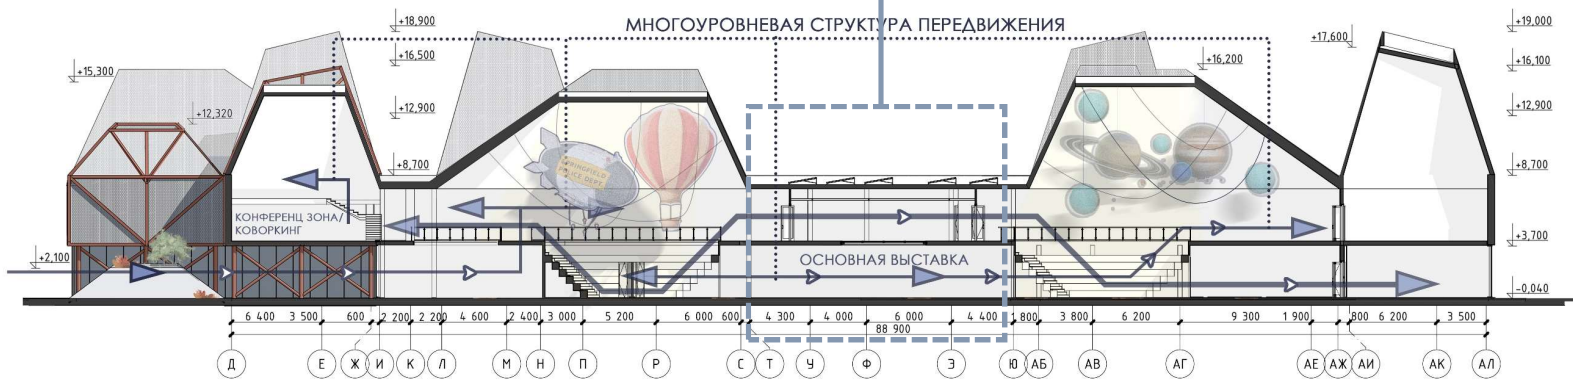 МНОГОУРОВНЕВАЯ СТРУКТУРА ПЕРЕДВИЖЕНИЯ
+18,900
+19,000
+17,600
+16,500
+16,200
+16,100
+15,300
+12,900
+12,900
+12,320
SPRINGFIELD
POLICE DEPT.
+8,700
+8,700
КОНФЕРЕНЦ ЗОНА/
КОВОРКИНГ
+3,700
+2,100
ОСНОВНАЯ ВЫСТАВКА
-0,040
6 400 3 500 600 2 200 2 200 4 600 2 400 3 000 5 200 6 000 600 4 300 4 000 6 000 4 400 1 800 3 800 6 200 9 300 1 900 800 6 200 3 500
88 900
Д Е Ж И К Л М Н П Р С Т У Ф Э Ю АБ АВ АГ АЕ АЖ АИ АК АЛ